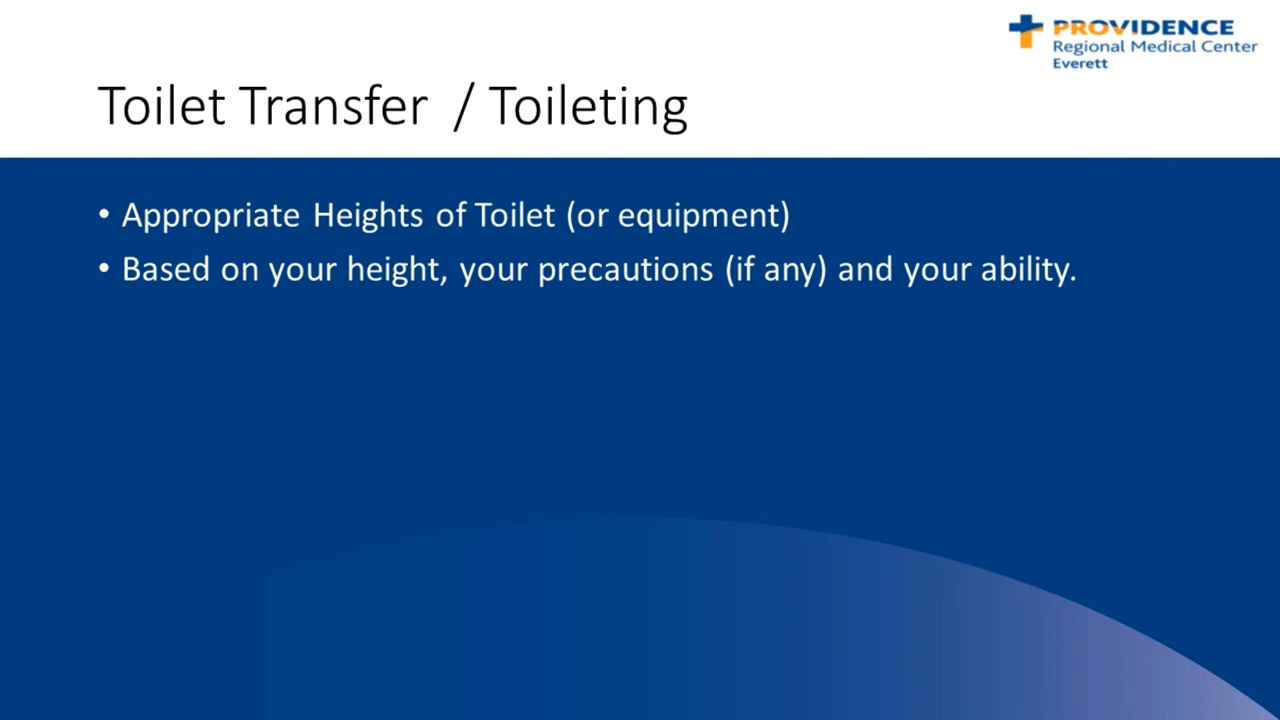 PROVIDENCE
Regional Medical Center
Everett
Toilet Transfer / Toileting
• Appropriate Heights of Toilet (or equipment)
• Based on your height, your precautions (if any) and your ability.